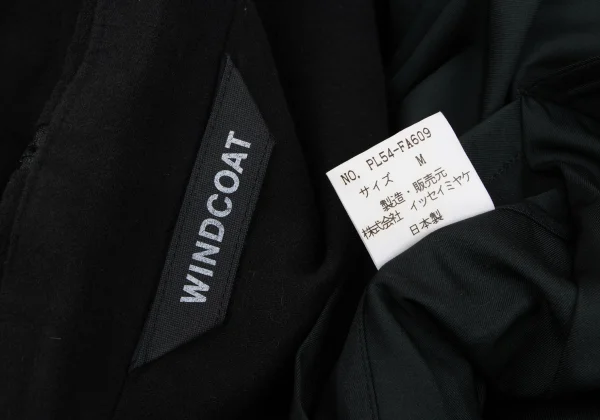 WINDCOAT
NO. PL54-FA609
サイズ M
製造・販売元
株式会社 イッセイミヤケ
日本製